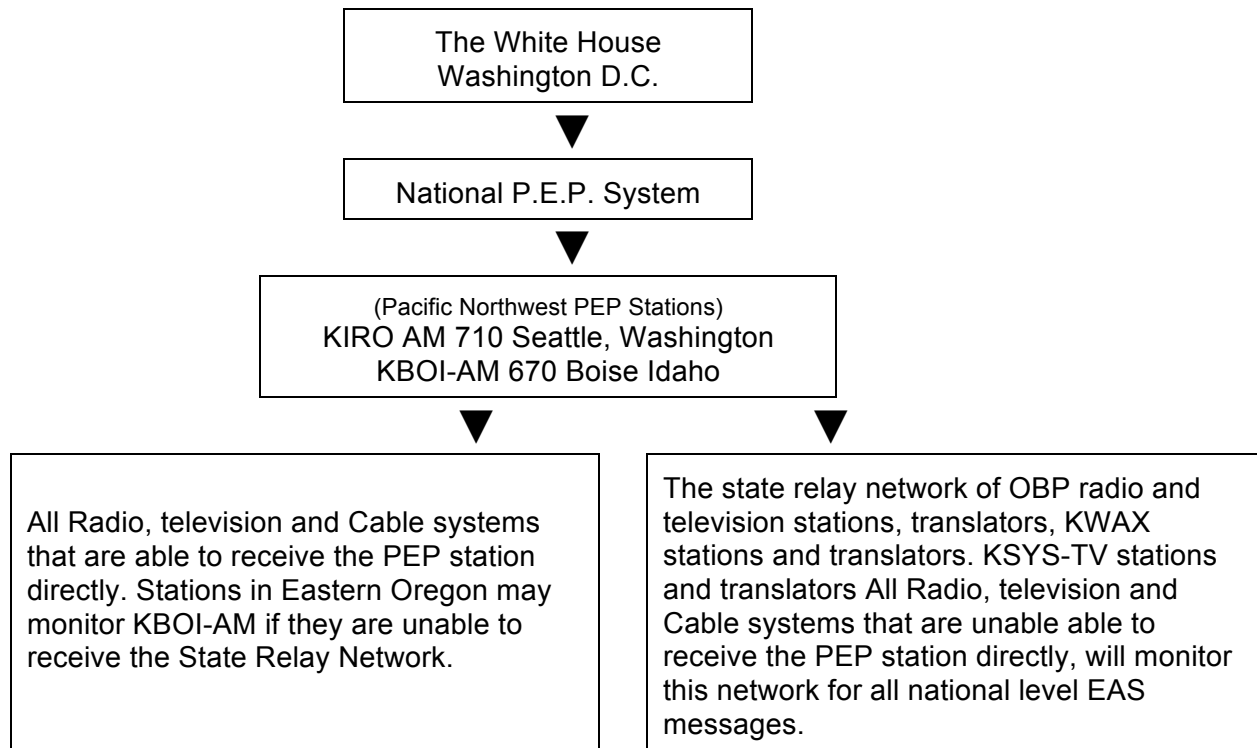 The White House
Washington D.C.
National P.E.P. System
(Pacific Northwest PEP Stations)
KIRO AM 710 Seattle, Washington
KBOI-AM 670 Boise Idaho
All Radio, television and Cable systems
that are able to receive the PEP station
directly. Stations in Eastern Oregon may
monitor KBOI-AM if they are unable to
receive the State Relay Network.
The state relay network of OBP radio and
television stations, translators, KWAX
stations and translators. KSYS-TV stations
and translators All Radio, television and
Cable systems that are unable able to
receive the PEP station directly, will monitor
this network for all national level EAS
messages.